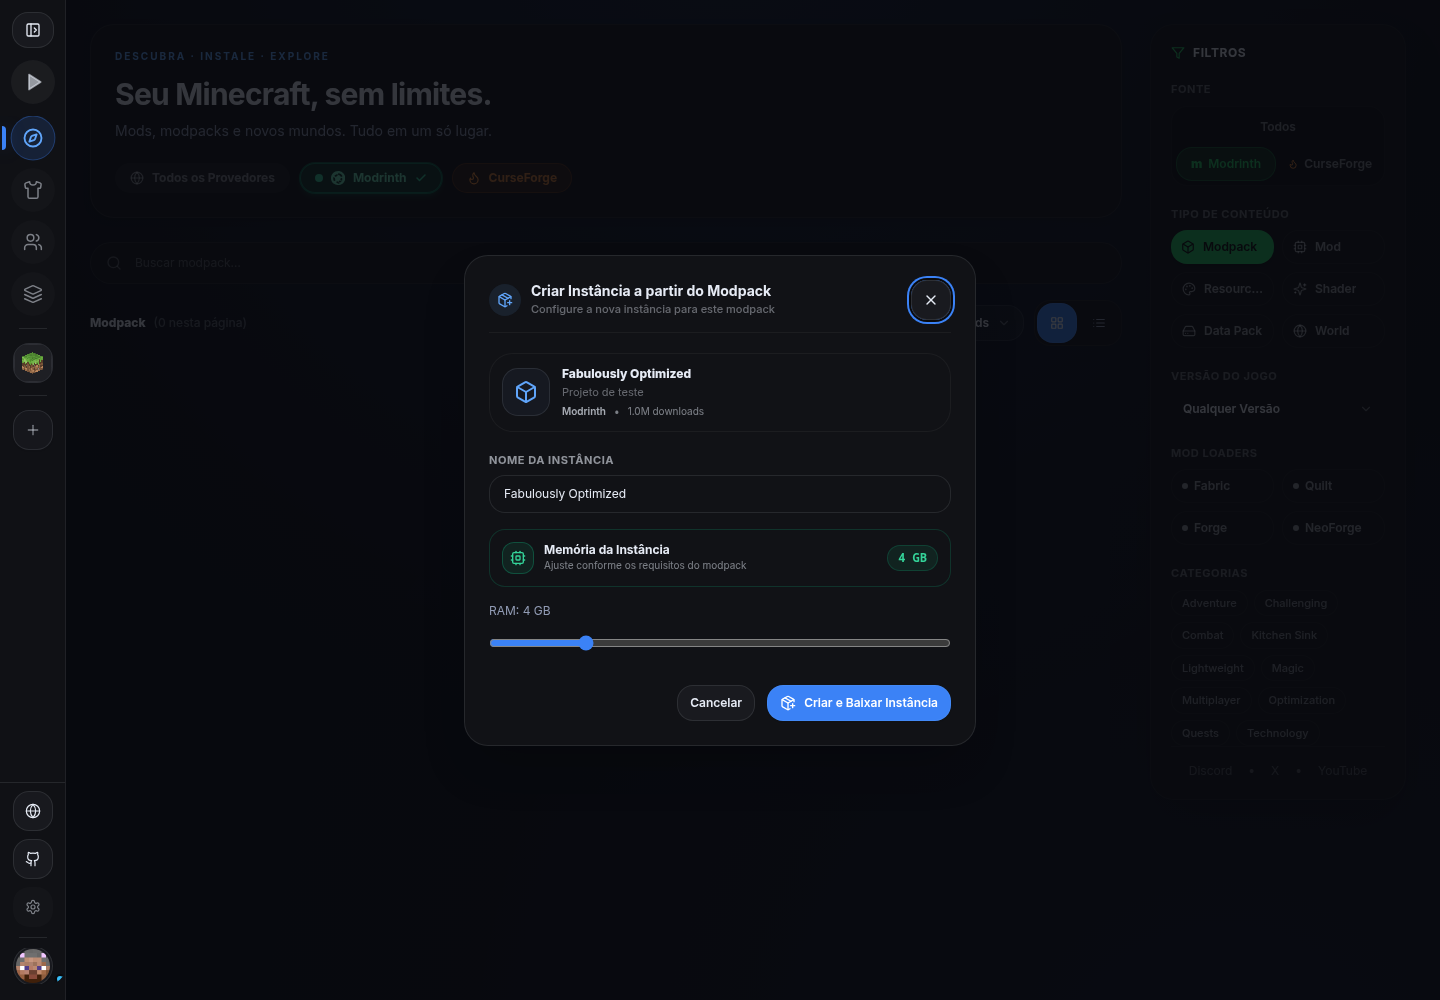 DESCUBRA · INSTALE · EXPLORE
Seu Minecraft, sem limites.
Mods, modpacks e novos mundos. Tudo em um só lugar.
Todos os Provedores
Modrinth
CurseForge
Buscar modpack...
Modpack (0 nesta página)
ds
Criar Instância a partir do Modpack
Configure a nova instância para este modpack
Fabulously Optimized
Projeto de teste
Modrinth • 1.0M downloads
NOME DA INSTÂNCIA
Fabulously Optimized
Memória da Instância
Ajuste conforme os requisitos do modpack
4 GB
RAM: 4 GB
Cancelar
Criar e Baixar Instância
FILTROS
FONTE
Todos
m Modrinth
CurseForge
TIPO DE CONTEÚDO
Modpack
Mod
Resourc...
Shader
Data Pack
World
VERSÃO DO JOGO
Qualquer Versão
MOD LOADERS
Fabric
Quilt
Forge
NeoForge
CATEGORIAS
Adventure
Challenging
Combat
Kitchen Sink
Lightweight
Magic
Multiplayer
Optimization
Quests
Technology
Discord • X • YouTube